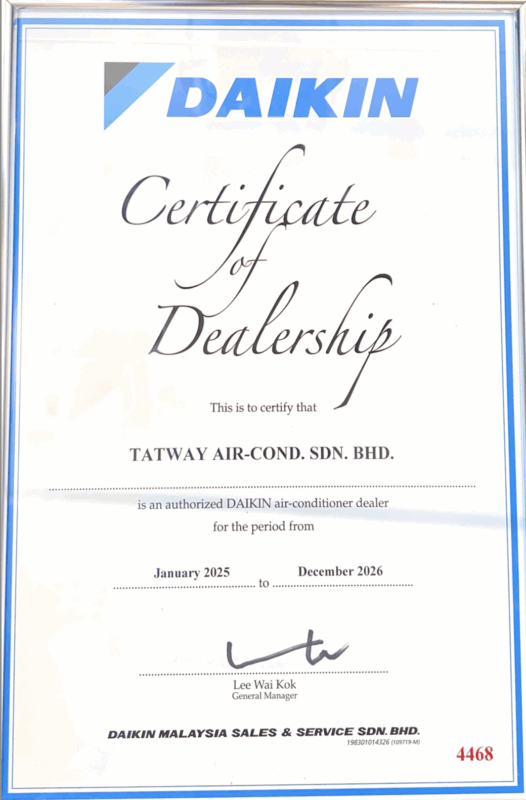 DAIKIN
Certificate
of
Dealership
This is to certify that
TATWAY AIR-COND. SDN. BHD.
is an authorized DAIKIN air-conditioner dealer
for the period from
January 2025 to December 2026
Lee Wai Kok
General Manager
DAIKIN MALAYSIA SALES & SERVICE SDN. BHD.
198301014326 (109719-M)
4468